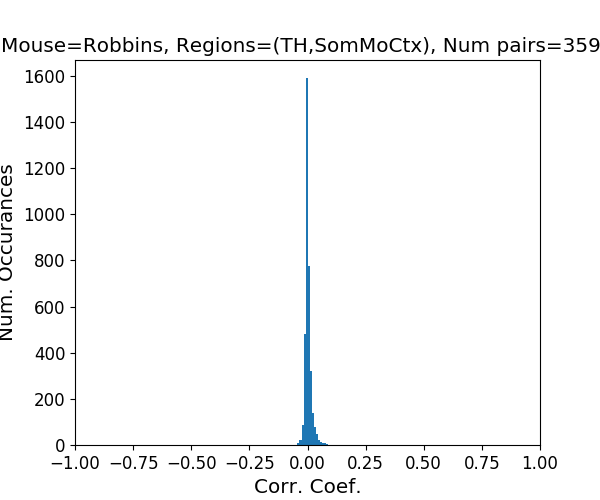 Mouse=Robbins, Regions=(TH,SomMoCtx), Num pairs=359
1600
1400
1200
1000
800
600
400
200
0
Num. Occurances
−1.00 −0.75 −0.50 −0.25 0.00 0.25 0.50 0.75 1.00
Corr. Coef.